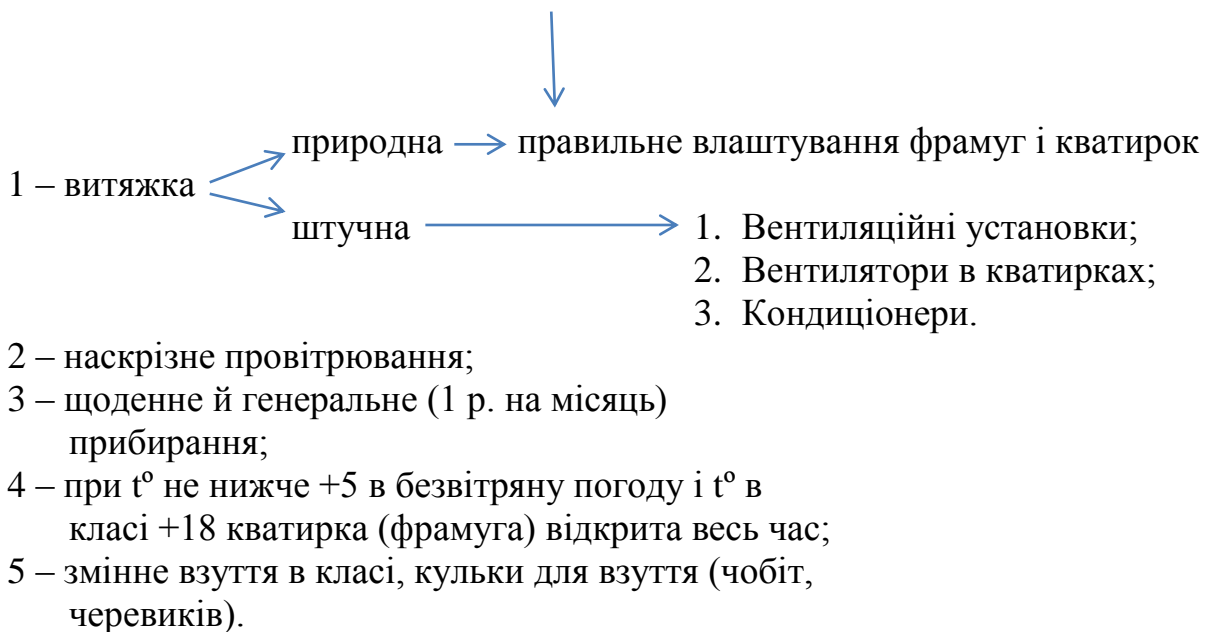 природна правильне влаштування фрамуг і кватирок
1 – витяжка
штучна 1. Вентиляційні установки;
2. Вентилятори в кватирках;
3. Кондиціонери.
2 – наскрізне провітрювання;
3 – щоденне й генеральне (1 р. на місяць)
прибирання;
4 – при tº не нижче +5 в безвітряну погоду і tº в
класі +18 кватирка (фрамуга) відкрита весь час;
5 – змінне взуття в класі, кульки для взуття (чобіт,
черевиків).